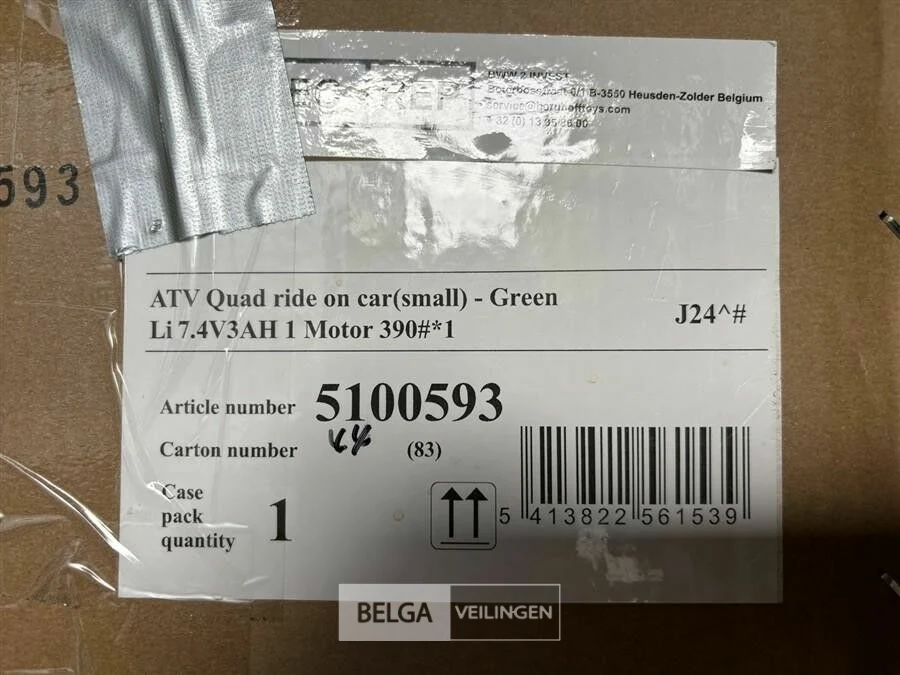 BWW 2 INVEST
B-3550 Heusden-Zolder Belgium
REP
593
ATV Quad ride on car(small) - Green
Li 7.4V3AH 1 Motor 390#*1
J24^#
Article number 5100593
Carton number (83)
Case
pack
quantity
1
5 413822 561539
BELGA VEILINGEN